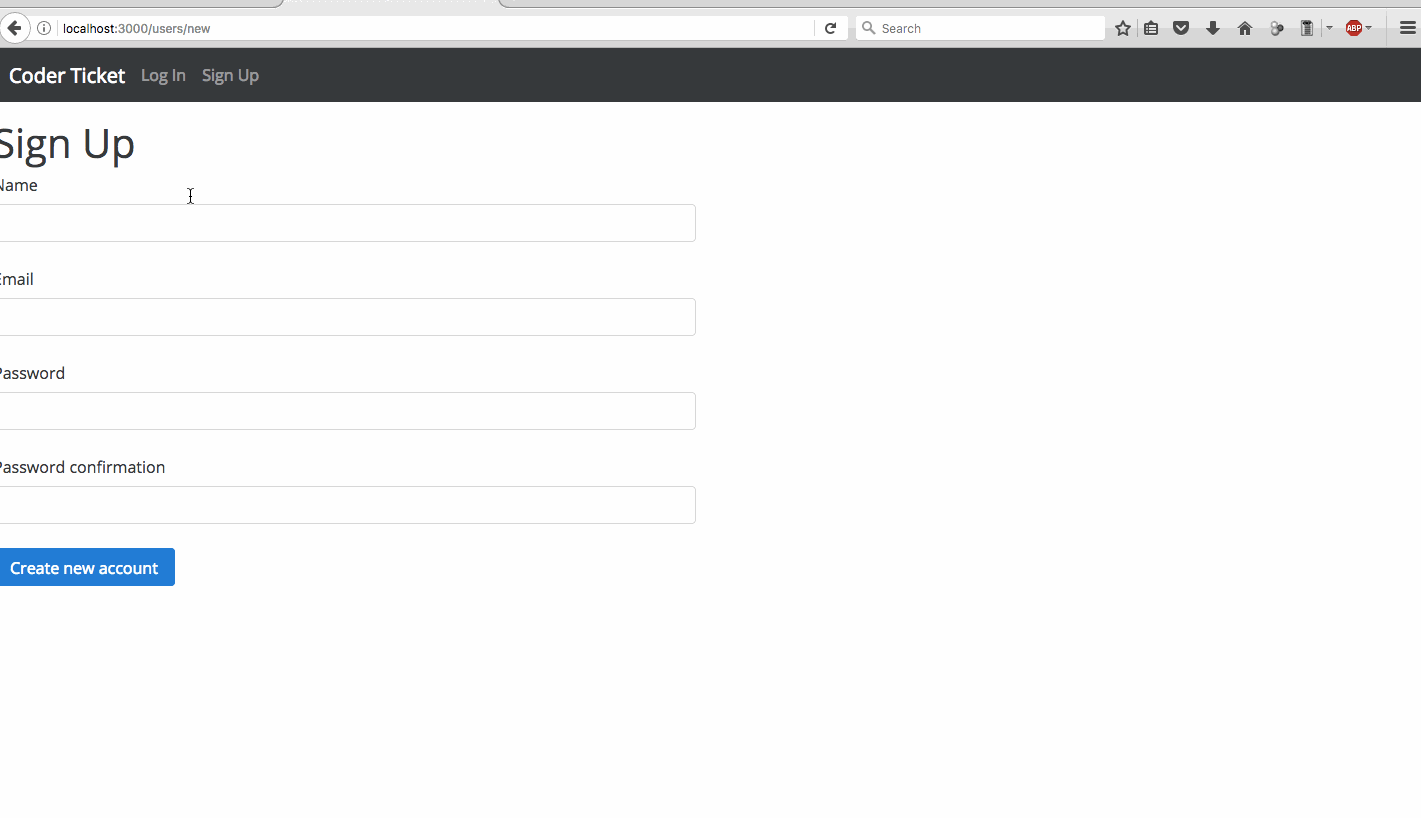 localhost:3000/users/new
Search
ABP
Coder Ticket Log In Sign Up
Sign Up
Name
Email
Password
Password confirmation
Create new account